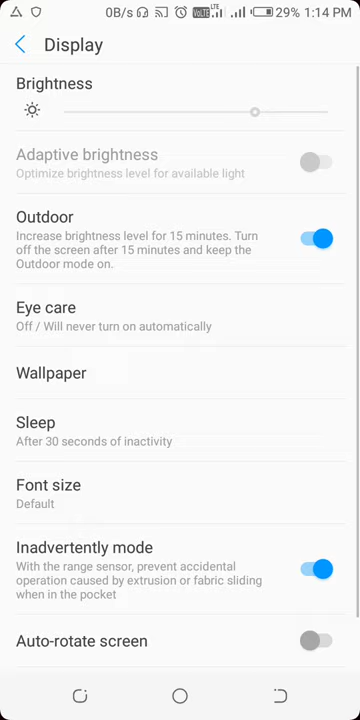 0B/s VoLTE LTE 29% 1:14 PM
Display
Brightness
Adaptive brightness
Optimize brightness level for available light
Outdoor
Increase brightness level for 15 minutes. Turn
off the screen after 15 minutes and keep the
Outdoor mode on.
Eye care
Off / Will never turn on automatically
Wallpaper
Sleep
After 30 seconds of inactivity
Font size
Default
Inadvertently mode
With the range sensor, prevent accidental
operation caused by extrusion or fabric sliding
when in the pocket
Auto-rotate screen